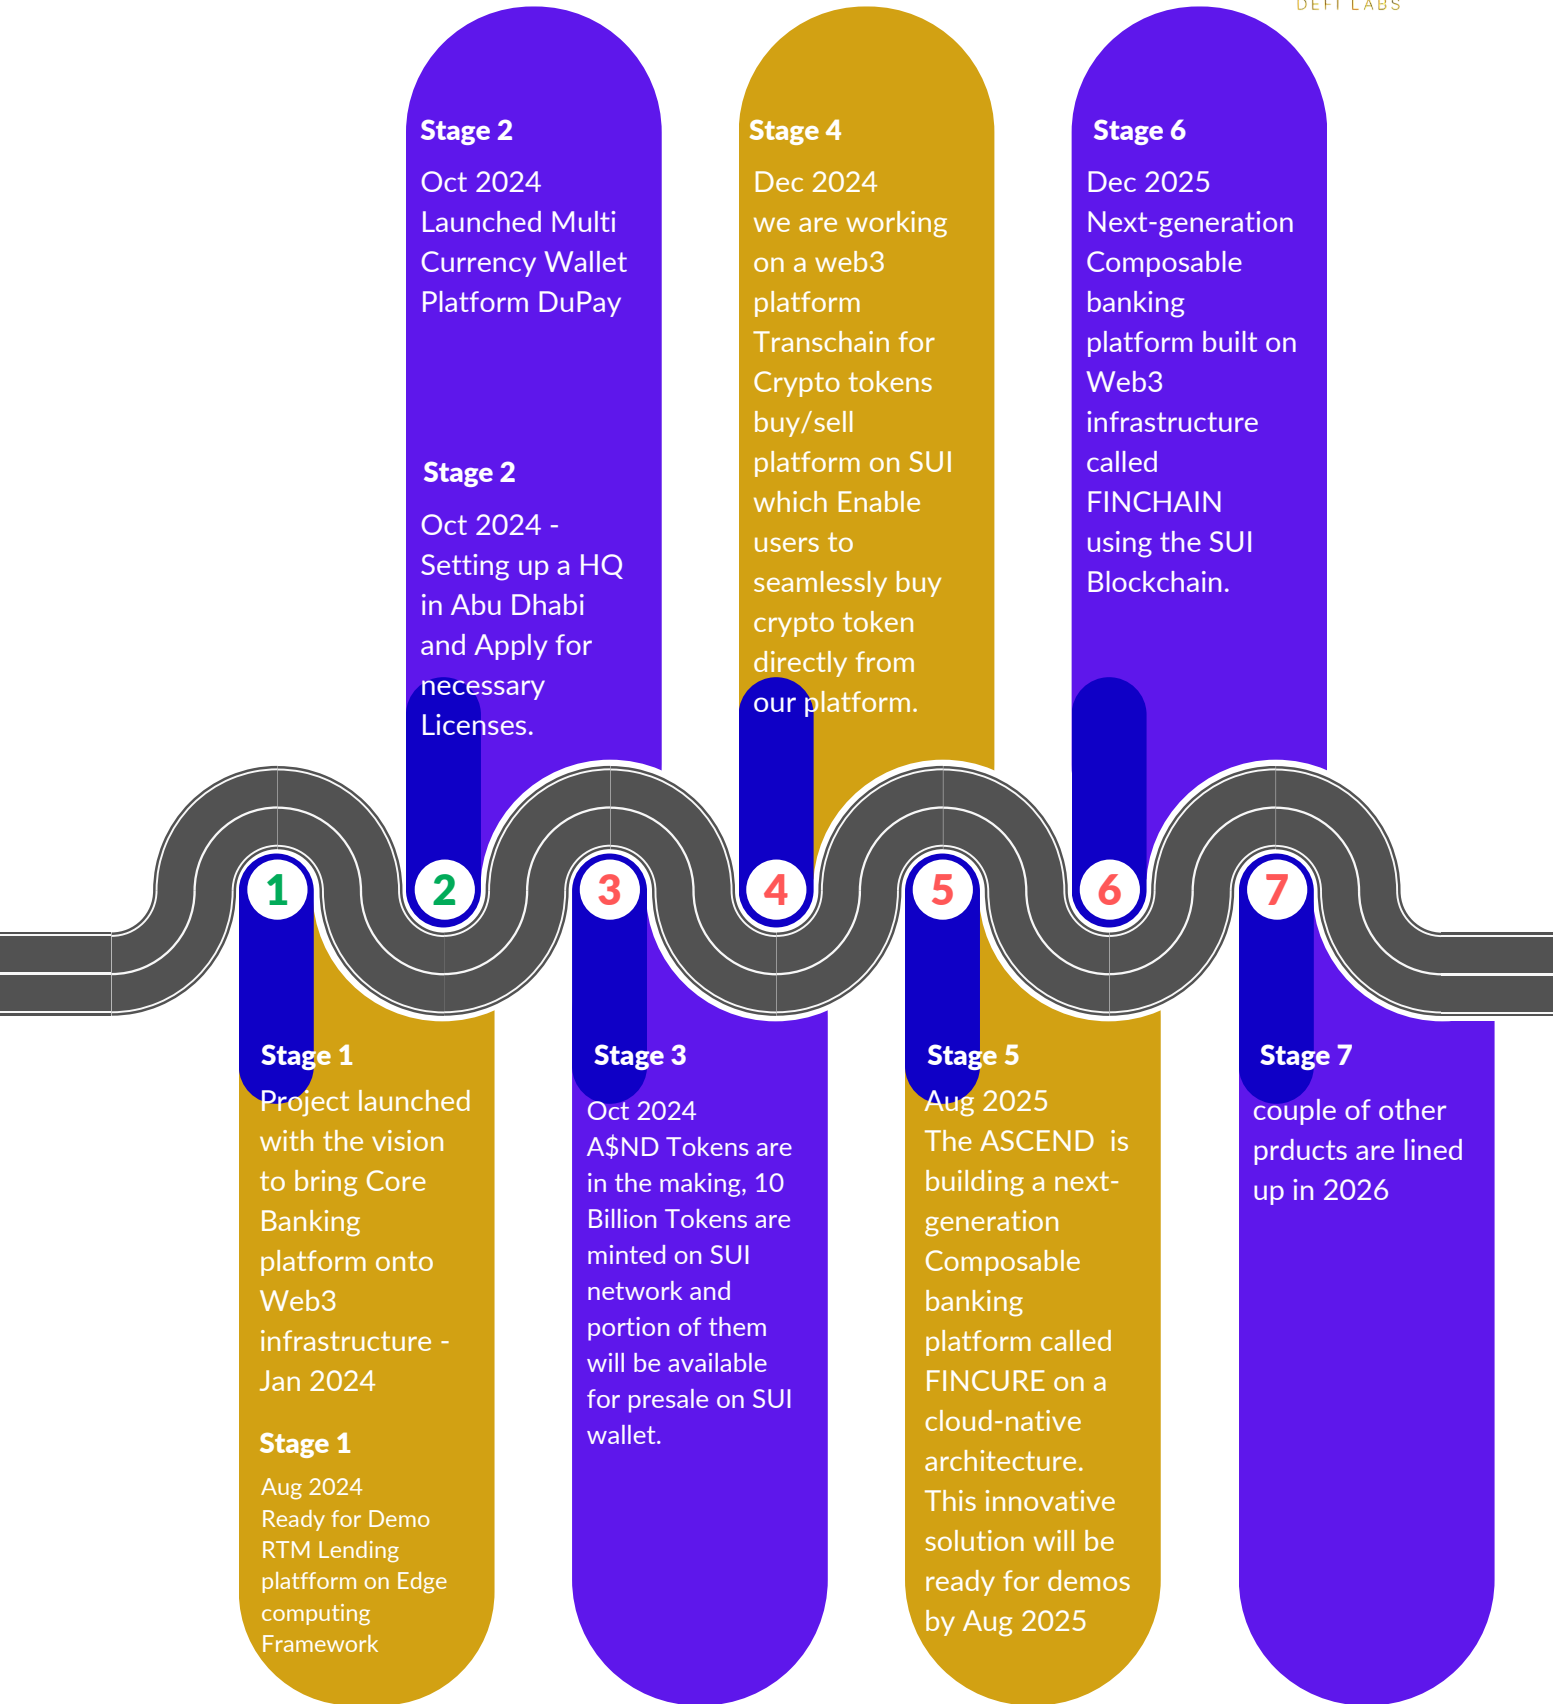 DEFI LABS
Stage 2
Oct 2024
Launched Multi
Currency Wallet
Platform DuPay
Stage 2
Oct 2024 -
Setting up a HQ
in Abu Dhabi
and Apply for
necessary
Licenses.
Stage 4
Dec 2024
we are working
on a web3
platform
Transchain for
Crypto tokens
buy/sell
platform on SUI
which Enable
users to
seamlessly buy
crypto token
directly from
our platform.
Stage 6
Dec 2025
Next-generation
Composable
banking
platform built on
Web3
infrastructure
called
FINCHAIN
using the SUI
Blockchain.
1
2
3
4
5
6
7
Stage 1
Project launched
with the vision
to bring Core
Banking
platform onto
Web3
infrastructure -
Jan 2024
Stage 1
Aug 2024
Ready for Demo
RTM Lending
platfform on Edge
computing
Framework
Stage 3
Oct 2024
A$ND Tokens are
in the making, 10
Billion Tokens are
minted on SUI
network and
portion of them
will be available
for presale on SUI
wallet.
Stage 5
Aug 2025
The ASCEND  is
building a next-
generation
Composable
banking
platform called
FINCURE on a
cloud-native
architecture.
This innovative
solution will be
ready for demos
by Aug 2025
Stage 7
couple of other
prducts are lined
up in 2026